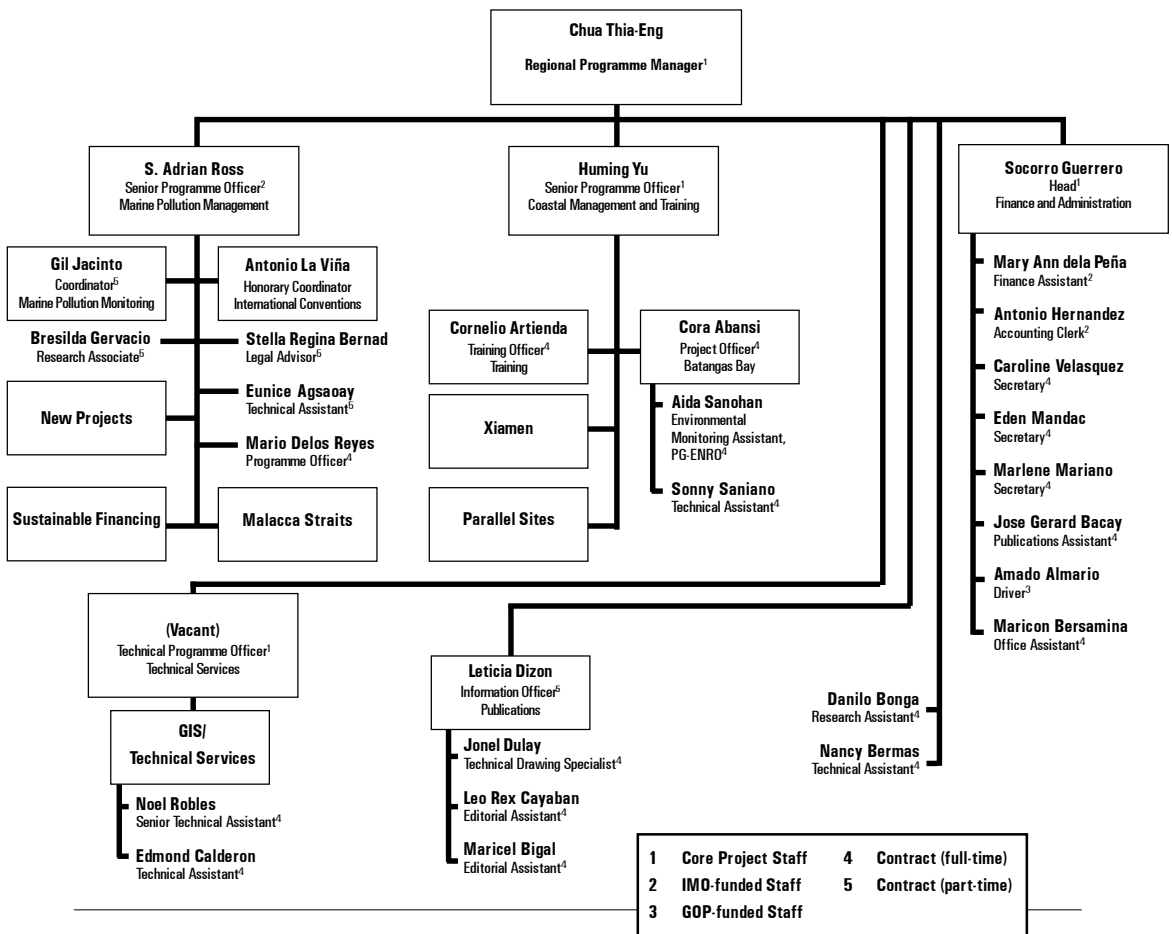 Chua Thia-Eng
Regional Programme Manager¹
S. Adrian Ross
Senior Programme Officer²
Marine Pollution Management
Huming Yu
Senior Programme Officer¹
Coastal Management and Training
Socorro Guerrero
Head¹
Finance and Administration
Gil Jacinto
Coordinator⁵
Marine Pollution Monitoring
Antonio La Viña
Honorary Coordinator
International Conventions
Bresilda Gervacio
Research Associate⁵
Stella Regina Bernad
Legal Advisor⁵
Eunice Agsaoay
Technical Assistant⁵
New Projects
Mario Delos Reyes
Programme Officer⁴
Sustainable Financing
Malacca Straits
Cornelio Artienda
Training Officer⁴
Training
Cora Abansi
Project Officer⁴
Batangas Bay
Aida Sanohan
Environmental
Monitoring Assistant,
PG-ENRO⁴
Xiamen
Sonny Saniano
Technical Assistant⁴
Parallel Sites
Mary Ann dela Peña
Finance Assistant²
Antonio Hernandez
Accounting Clerk²
Caroline Velasquez
Secretary⁴
Eden Mandac
Secretary⁴
Marlene Mariano
Secretary⁴
Jose Gerard Bacay
Publications Assistant⁴
Amado Almario
Driver³
Maricon Bersamina
Office Assistant⁴
(Vacant)
Technical Programme Officer¹
Technical Services
GIS/
Technical Services
Noel Robles
Senior Technical Assistant⁴
Edmond Calderon
Technical Assistant⁴
Leticia Dizon
Information Officer⁵
Publications
Jonel Dulay
Technical Drawing Specialist⁴
Leo Rex Cayaban
Editorial Assistant⁴
Maricel Bigal
Editorial Assistant⁴
Danilo Bonga
Research Assistant⁴
Nancy Bermas
Technical Assistant⁴
1 Core Project Staff 4 Contract (full-time)
2 IMO-funded Staff 5 Contract (part-time)
3 GOP-funded Staff